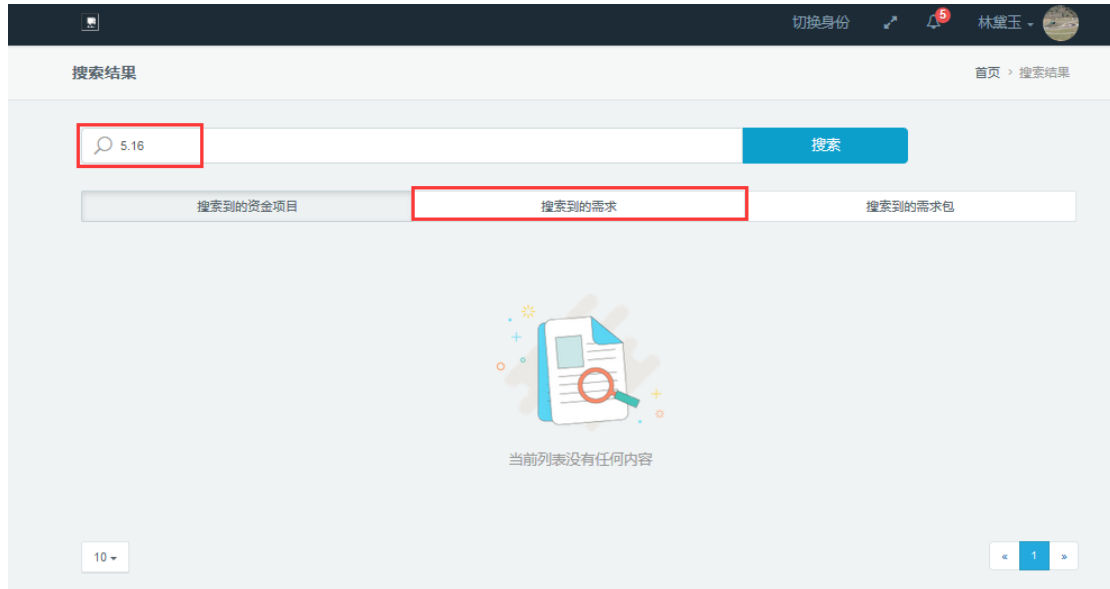 切换身份 5 林黛玉
搜索结果 首页 > 搜索结果
5.16 搜索
搜索到的资金项目 搜索到的需求 搜索到的需求包
当前列表没有任何内容
10 « 1 »